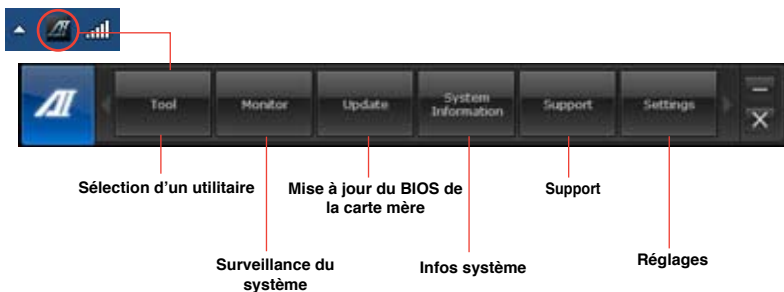 Tool
Monitor
Update
System
Information
Support
Settings
Sélection d'un utilitaire
Mise à jour du BIOS de
la carte mère
Support
Surveillance du
système
Infos système
Réglages